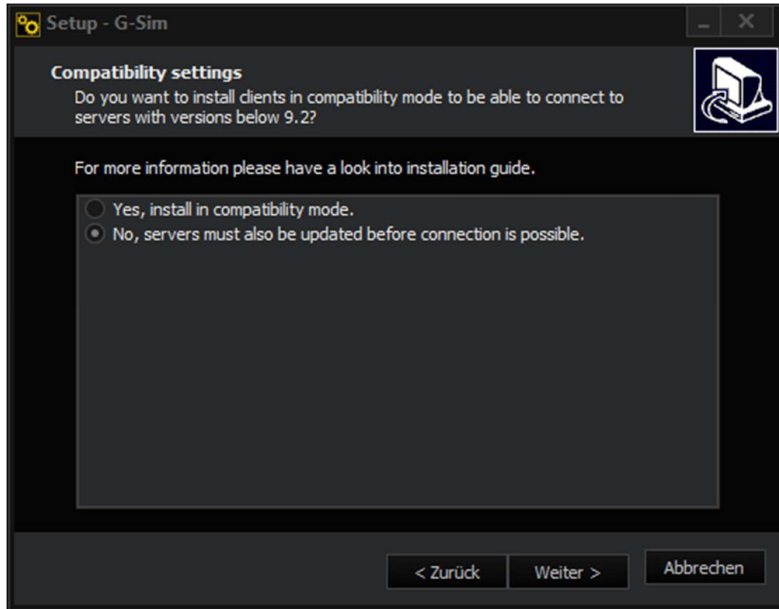 Setup - G-Sim
Compatibility settings
Do you want to install clients in compatibility mode to be able to connect to
servers with versions below 9.2?
For more information please have a look into installation guide.
Yes, install in compatibility mode.
No, servers must also be updated before connection is possible.
< Zurück
Weiter >
Abbrechen